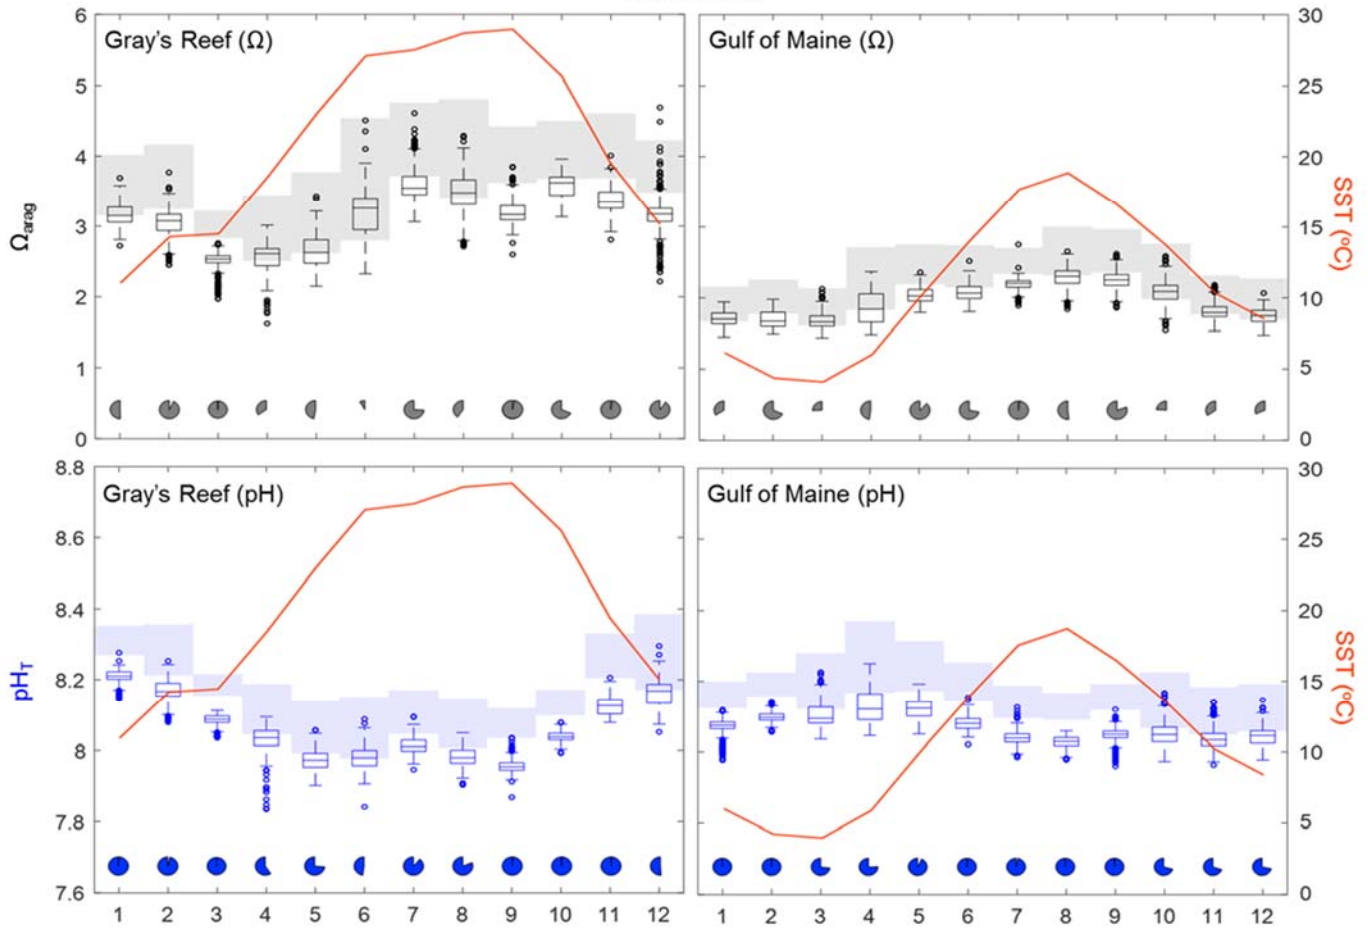 Gray's Reef (Ω)
Gulf of Maine (Ω)
6
5
4
3
2
1
0
Ωarag
30
25
20
15
10
5
0
SST (ºC)
Gray's Reef (pH)
Gulf of Maine (pH)
8.8
8.6
8.4
8.2
8
7.8
7.6
pHT
30
25
20
15
10
5
0
SST (ºC)
1 2 3 4 5 6 7 8 9 10 11 12
1 2 3 4 5 6 7 8 9 10 11 12